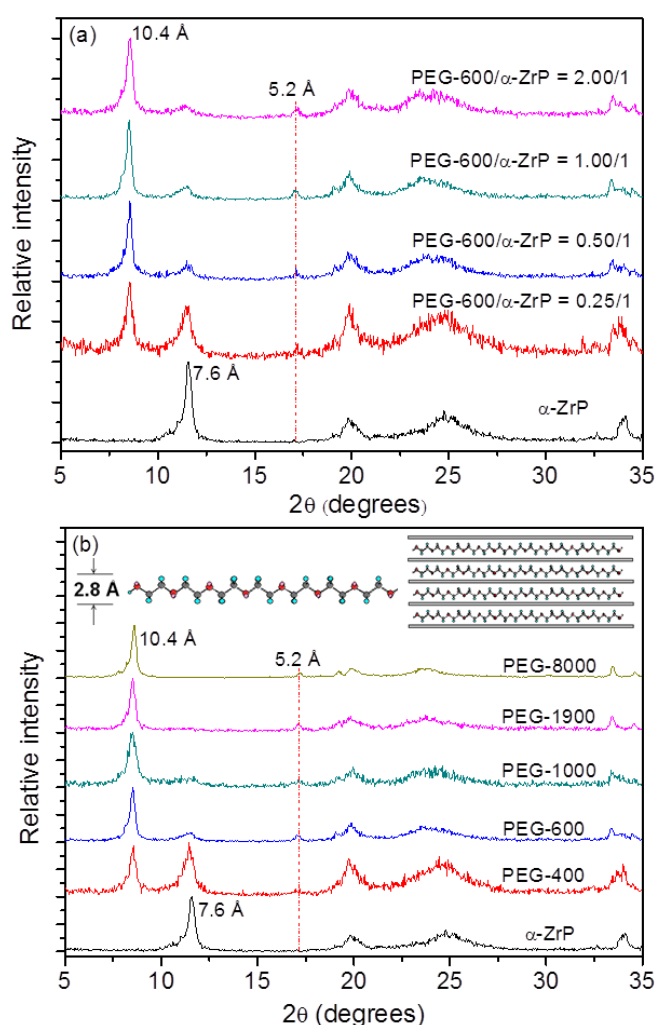 (a)
10.4 Å
PEG-600/α-ZrP = 2.00/1
5.2 Å
PEG-600/α-ZrP = 1.00/1
PEG-600/α-ZrP = 0.50/1
PEG-600/α-ZrP = 0.25/1
7.6 Å
α-ZrP
Relative intensity
5 10 15 20 25 30 35
2θ (degrees)
(b)
2.8 Å
10.4 Å
5.2 Å
PEG-8000
PEG-1900
PEG-1000
PEG-600
PEG-400
7.6 Å
α-ZrP
Relative intensity
5 10 15 20 25 30 35
2θ (degrees)